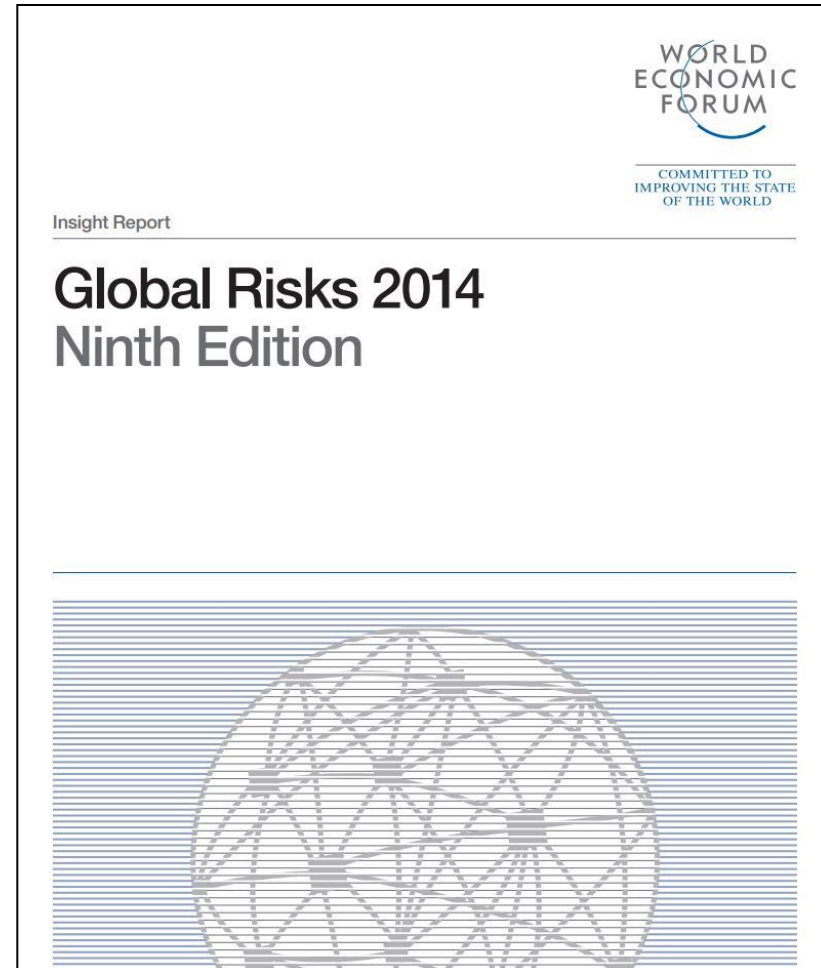 WORLD
ECONOMIC
FORUM
COMMITTED TO
IMPROVING THE STATE
OF THE WORLD
Insight Report
Global Risks 2014
Ninth Edition